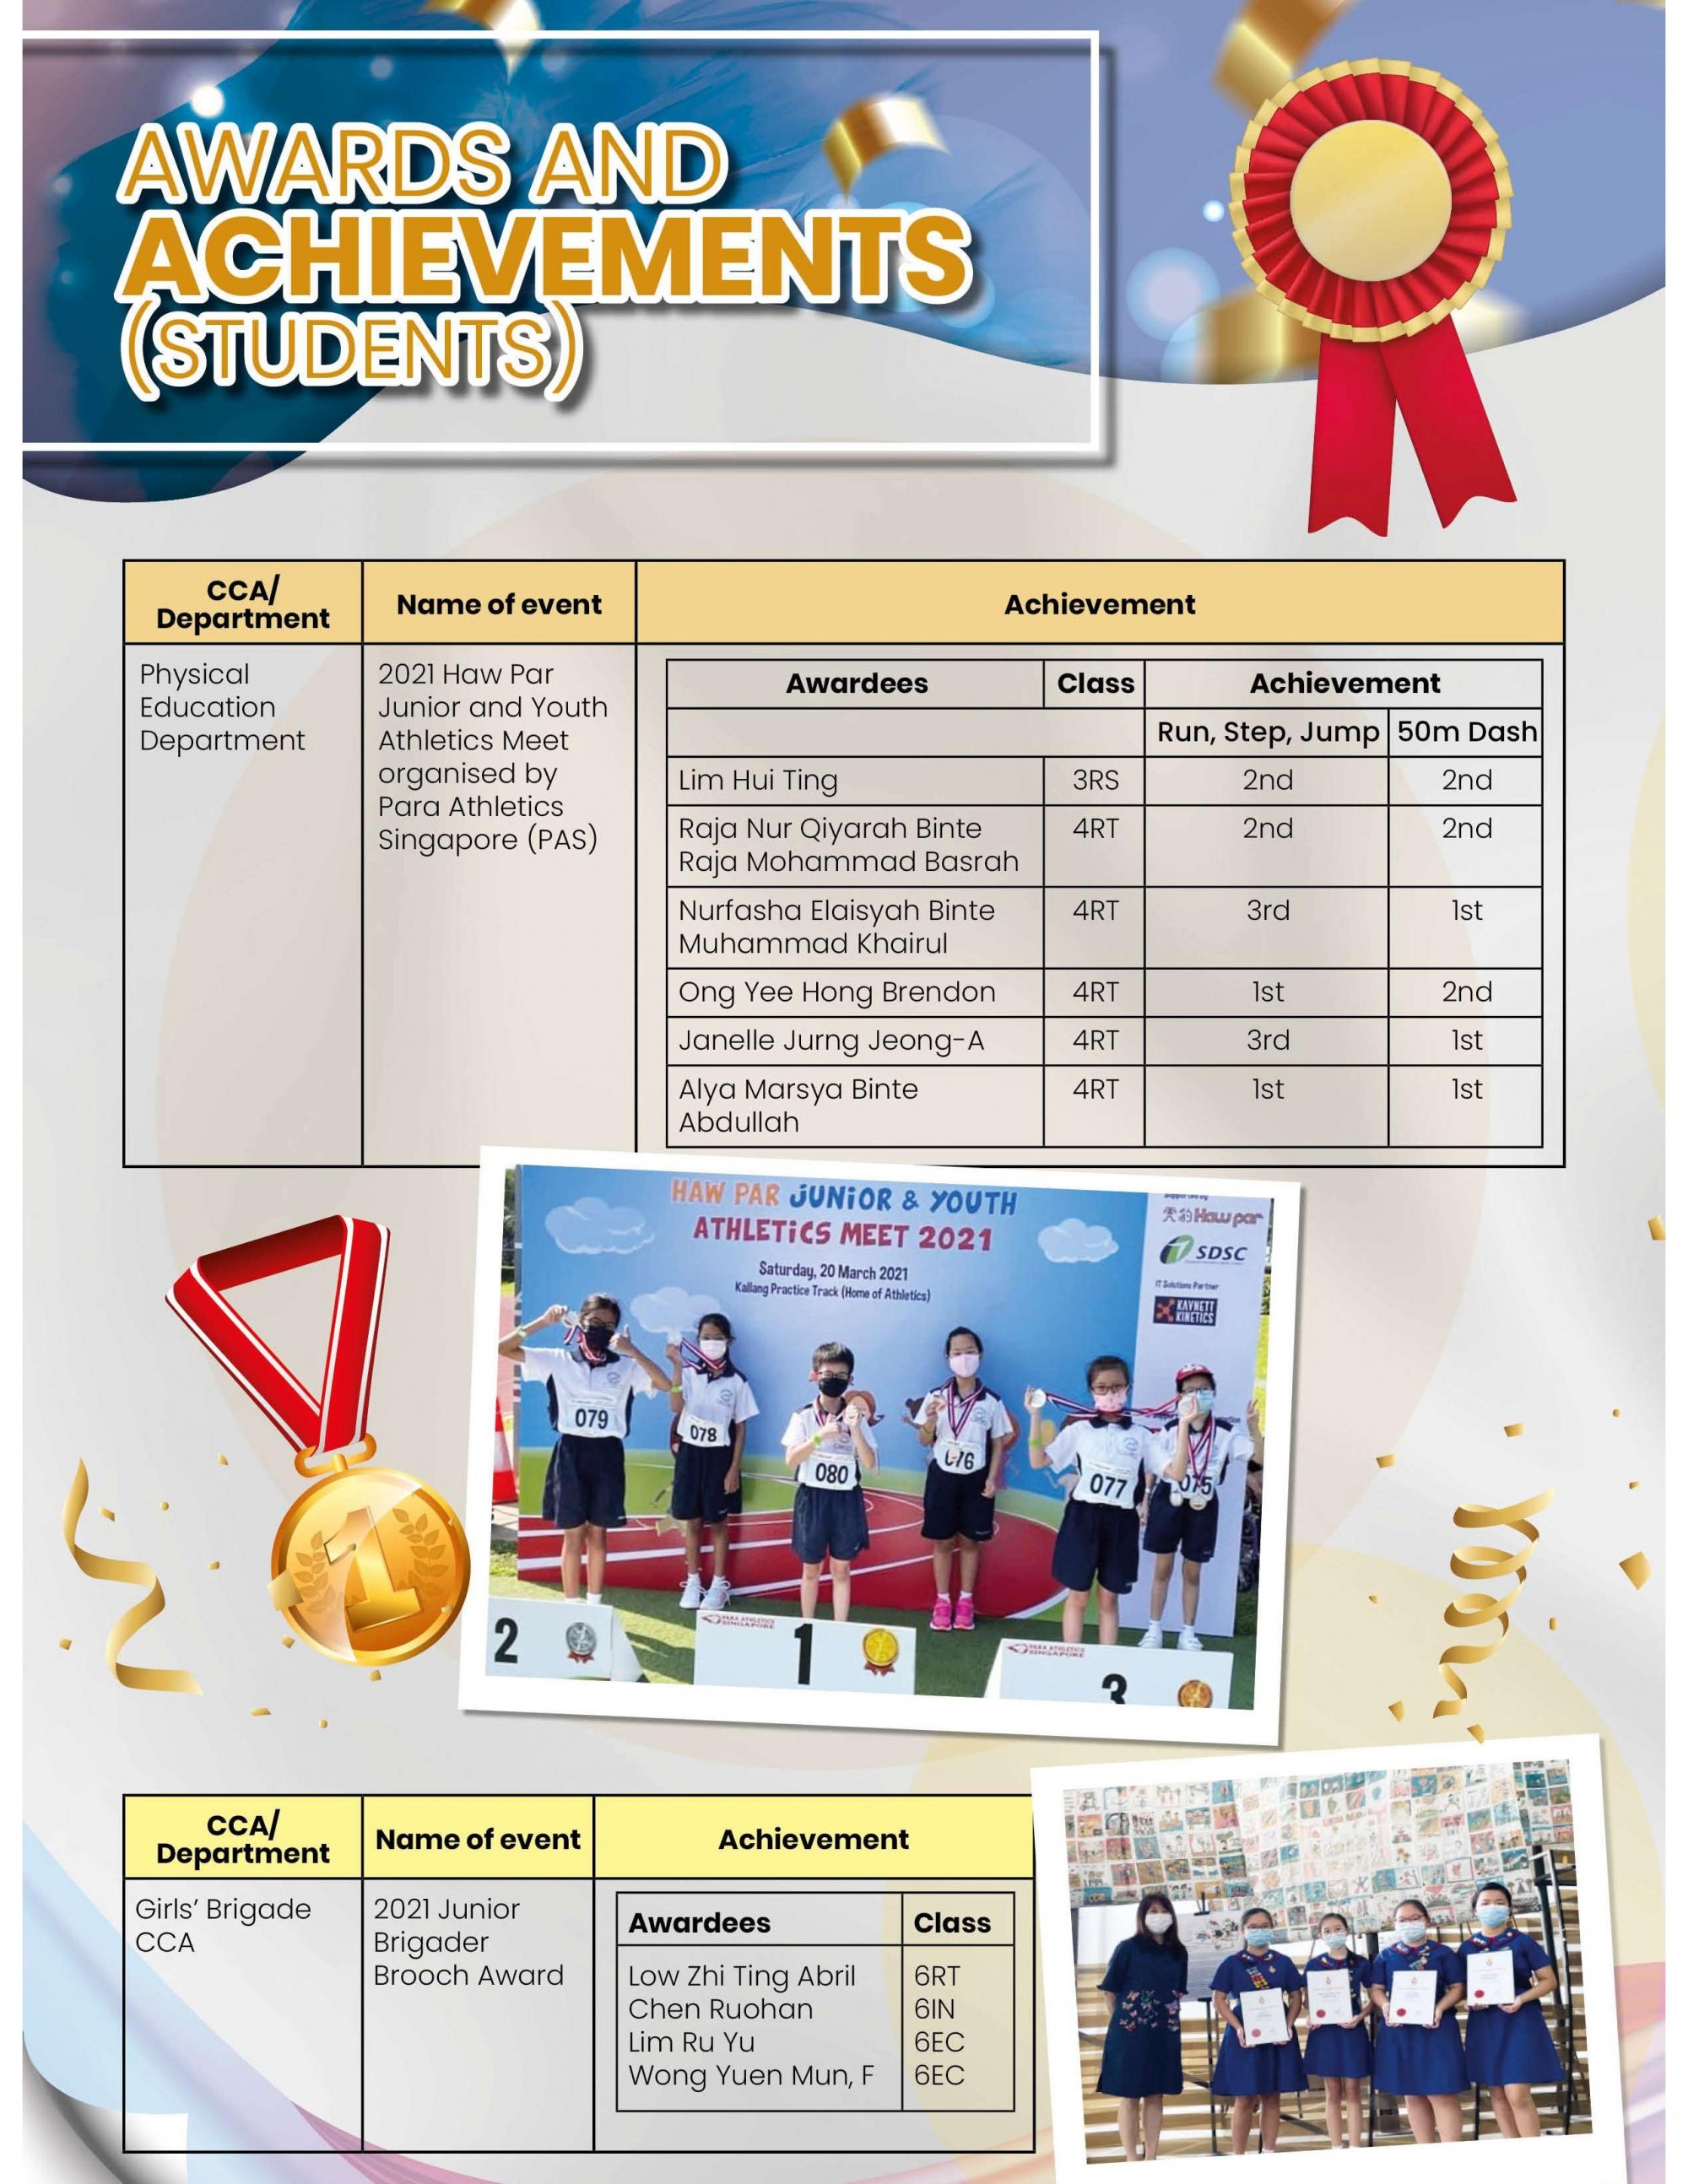 AWARDS AND
ACHIEVEMENTS
(STUDENTS)
CCA/
Department
Name of event
Achievement
Physical
Education
Department
2021 Haw Par
Junior and Youth
Athletics Meet
organised by
Para Athletics
Singapore (PAS)
Awardees Class Achievement
Run, Step, Jump 50m Dash
Lim Hui Ting 3RS 2nd 2nd
Raja Nur Qiyarah Binte 4RT 2nd 2nd
Raja Mohammad Basrah
Nurfasha Elaisyah Binte 4RT 3rd 1st
Muhammad Khairul
Ong Yee Hong Brendon 4RT 1st 2nd
Janelle Jurng Jeong-A 4RT 3rd 1st
Alya Marsya Binte 4RT 1st 1st
Abdullah
HAW PAR JUNiOR & YOUTH
ATHLETiCS MEET 2021
Saturday, 20 March 2021
Kallang Practice Track (Home of Athletics)
Supported by
Haw par
SDSC
IT Solutions Partner
KAYNETT
KINETICS
079
078
080
076
077
075
2
PARA ATHLETICS
SINGAPORE
1
PARA ATHLETICS
SINGAPORE
3
1
CCA/
Department
Name of event
Achievement
Girls' Brigade
CCA
2021 Junior
Brigader
Brooch Award
Awardees Class
Low Zhi Ting Abril 6RT
Chen Ruohan 6IN
Lim Ru Yu 6EC
Wong Yuen Mun, F 6EC